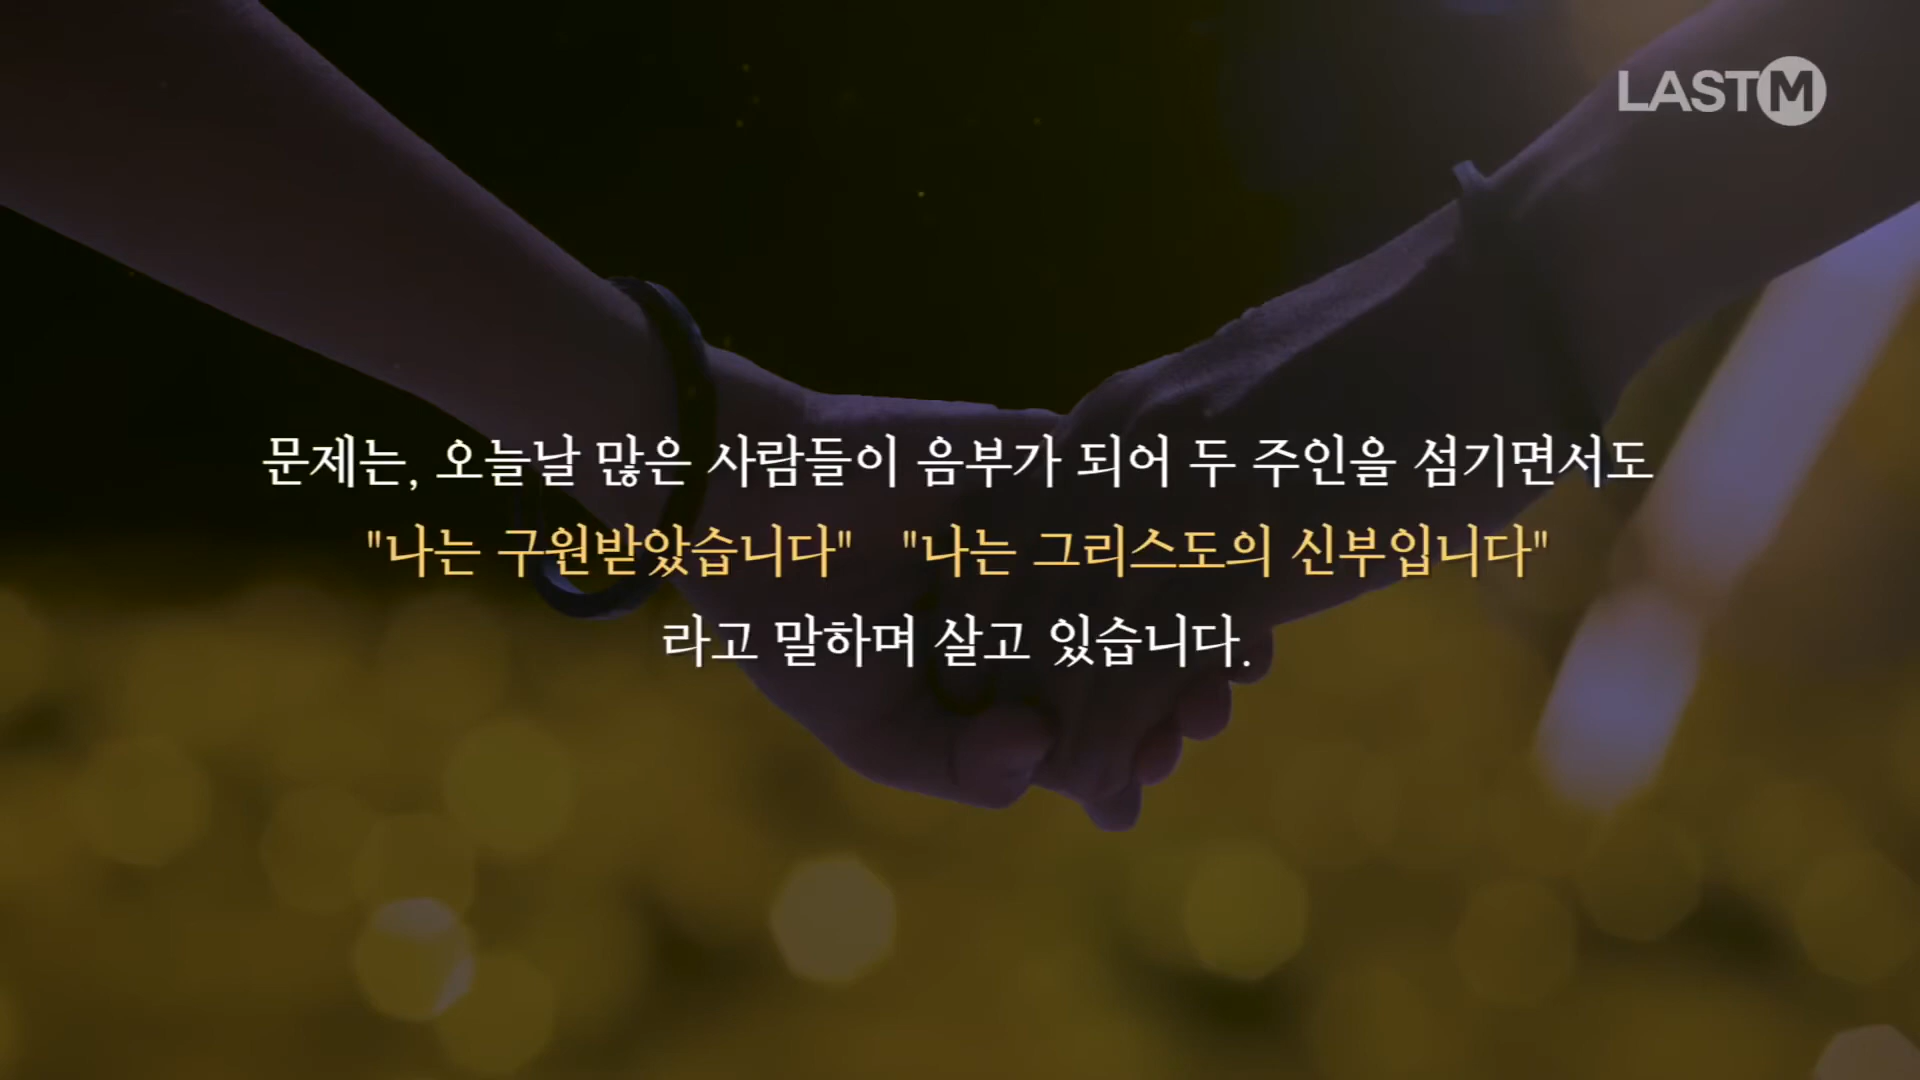 LAST M
문제는, 오늘날 많은 사람들이 음부가 되어 두 주인을 섬기면서도
"나는 구원받았습니다" "나는 그리스도의 신부입니다"
라고 말하며 살고 있습니다.